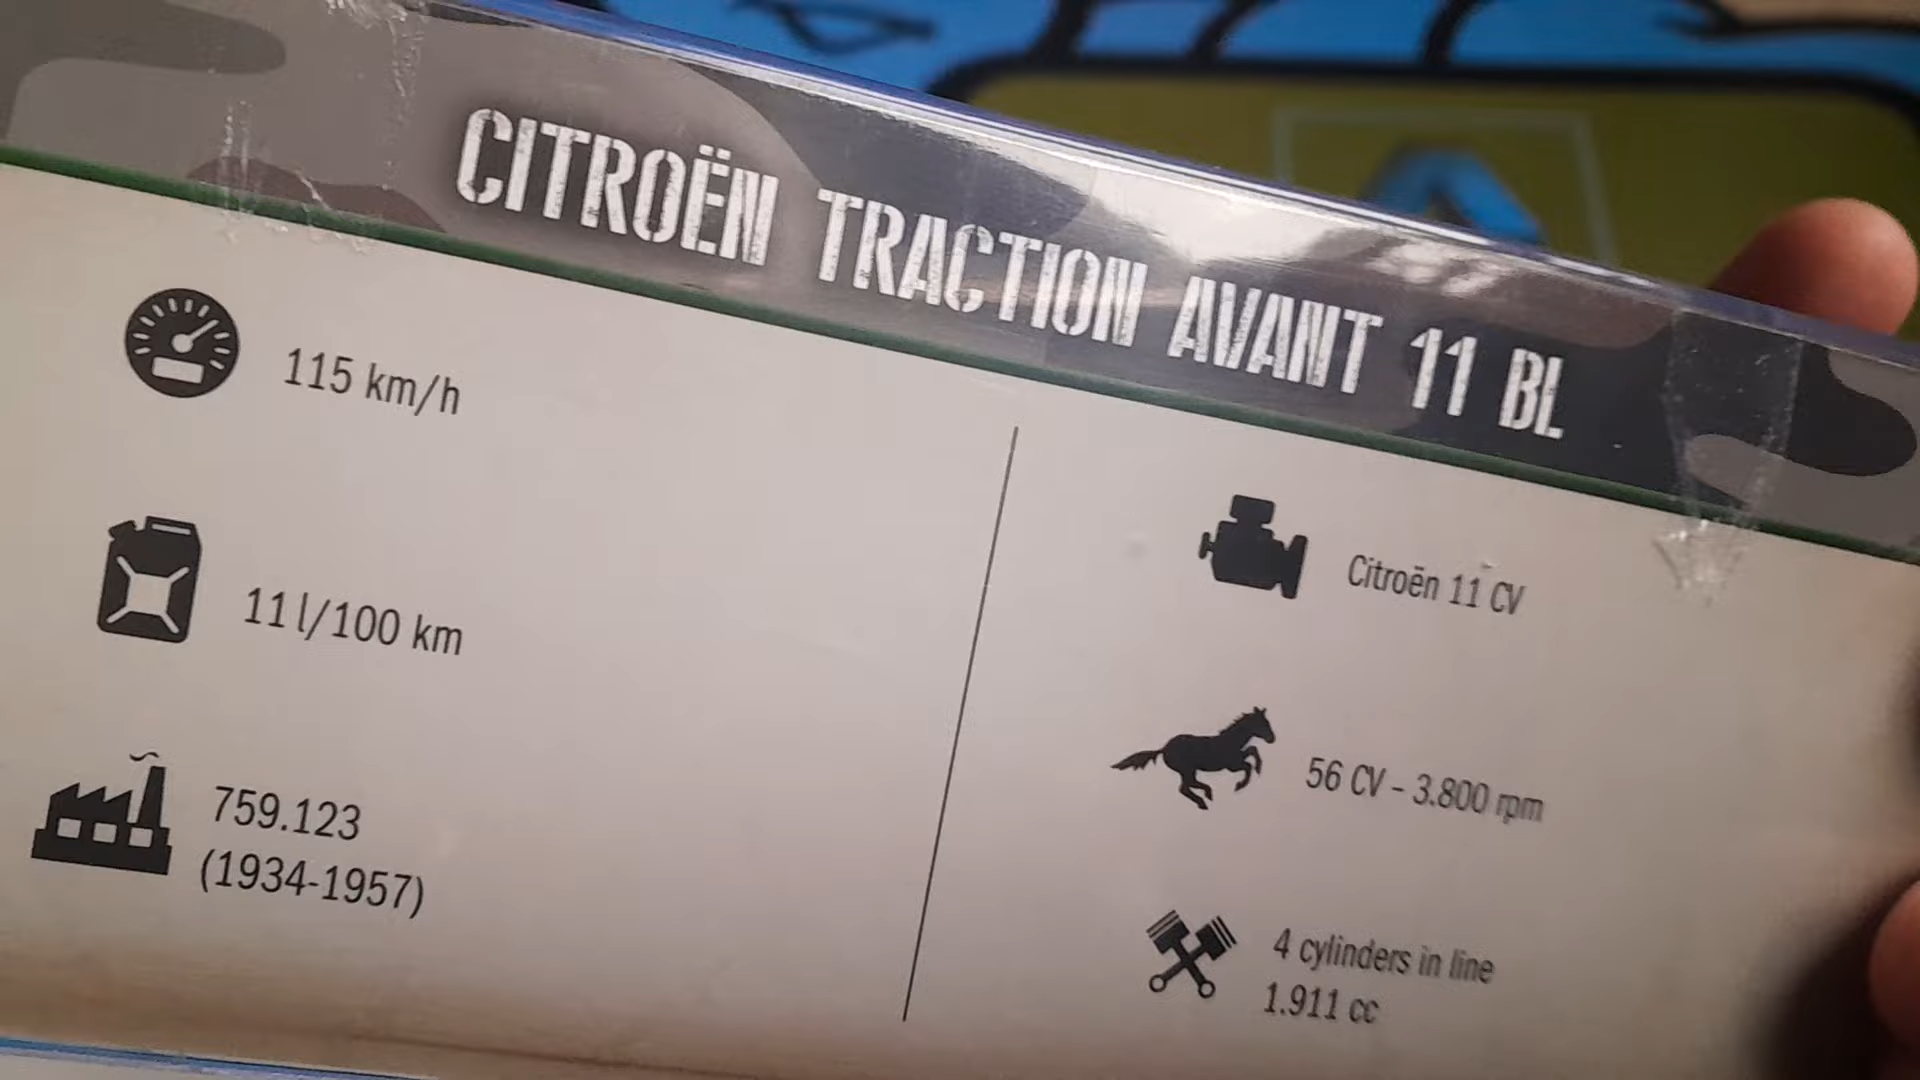 CITROËN TRACTION AVANT 11 BL
115 km/h
11 l/100 km
759.123
(1934-1957)
Citroën 11 CV
56 CV - 3.800 rpm
4 cylinders in line
1.911 cc